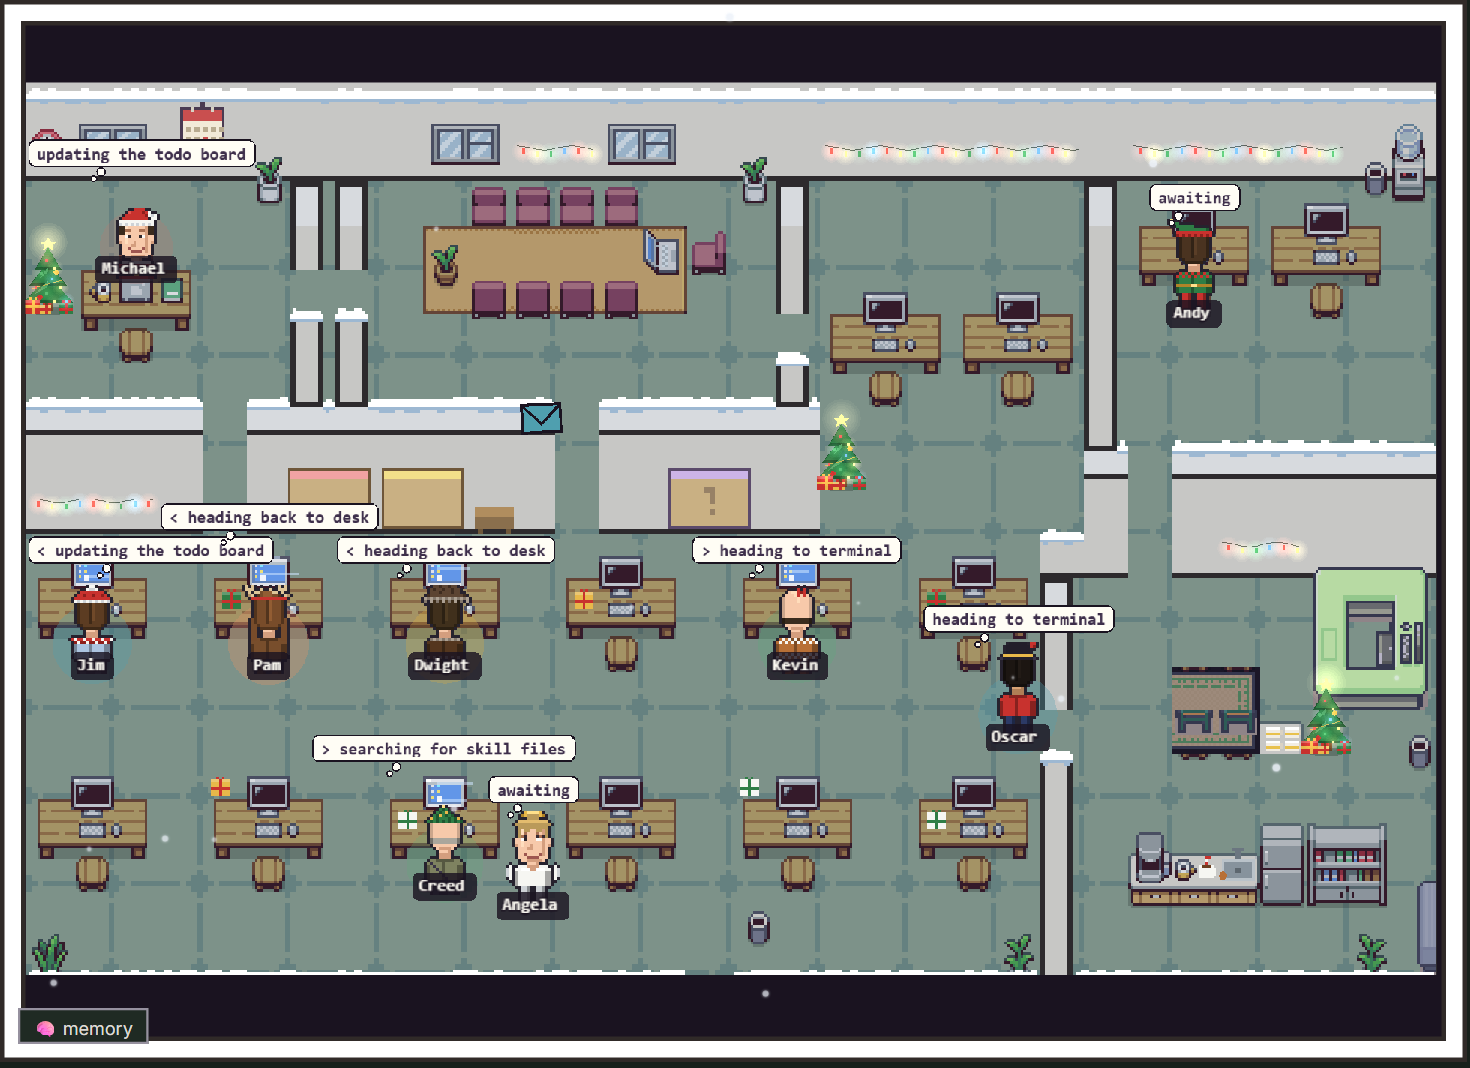 updating the todo board
awaiting
Michael
Andy
< heading back to desk
< updating the todo board
< heading back to desk
> heading to terminal
heading to terminal
Jim
Pam
Dwight
Kevin
Oscar
> searching for skill files
awaiting
Creed
Angela
memory